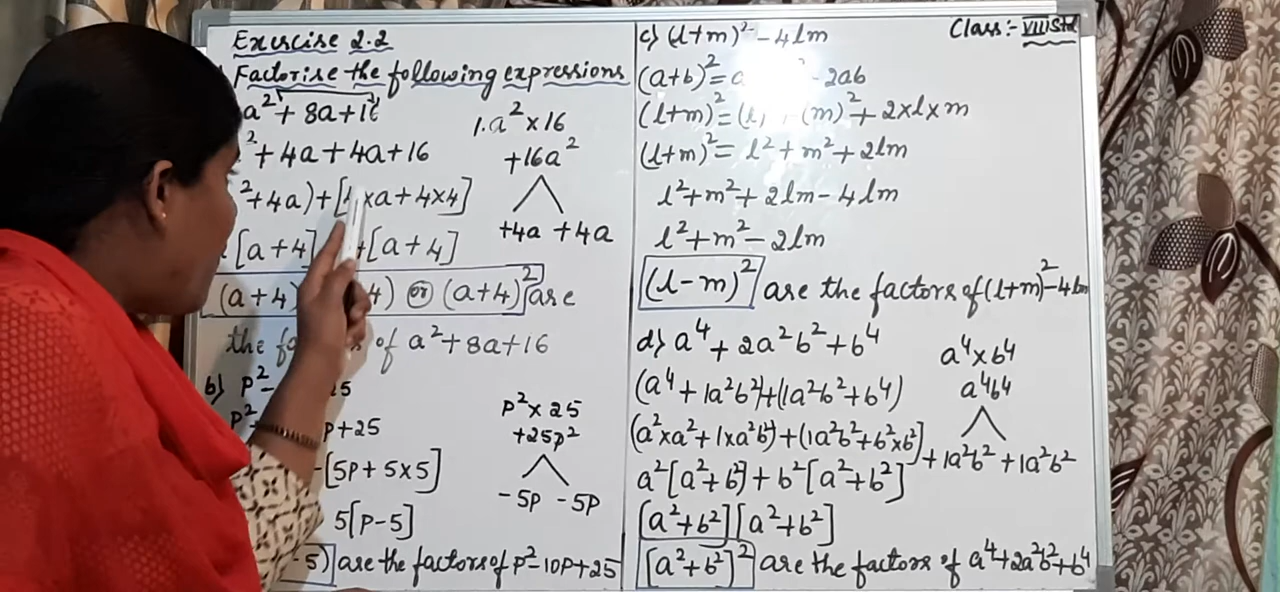 Exercise 2.2
Factorise the following expressions
a² + 8a + 16
² + 4a + 4a + 16
² + 4a) + [4 × a + 4 × 4]
[a + 4] + [a + 4]
(a + 4) 4) or (a + 4)² are
the of a² + 8a + 16
1.a² × 16
+16a²
+4a +4a
b) p² - 25
p² p + 25
[5p + 5 × 5]
5[p - 5]
- 5) are the factors of p² - 10p + 25
p² × 25
+25p²
-5p -5p
Class :- VIII Std
c) (l + m)² - 4lm
(a + b)² = 2ab
(l + m)² = (l (m)² + 2 × l × m
(l + m)² = l² + m² + 2lm
l² + m² + 2lm - 4lm
l² + m² - 2lm
(l - m)² are the factors of (l + m)² - 4lm
d) a⁴ + 2a²b² + b⁴
(a⁴ + 1a²b²) + (1a²b² + b⁴)
(a² × a² + 1 × a²b²) + (1a²b² + b² × b²]
a²[a² + b²] + b²[a² + b²]
[a² + b²][a² + b²]
[a² + b²)² are the factors of a⁴ + 2a²b² + b⁴
a⁴ × b⁴
a⁴b⁴
+1a²b² +1a²b²